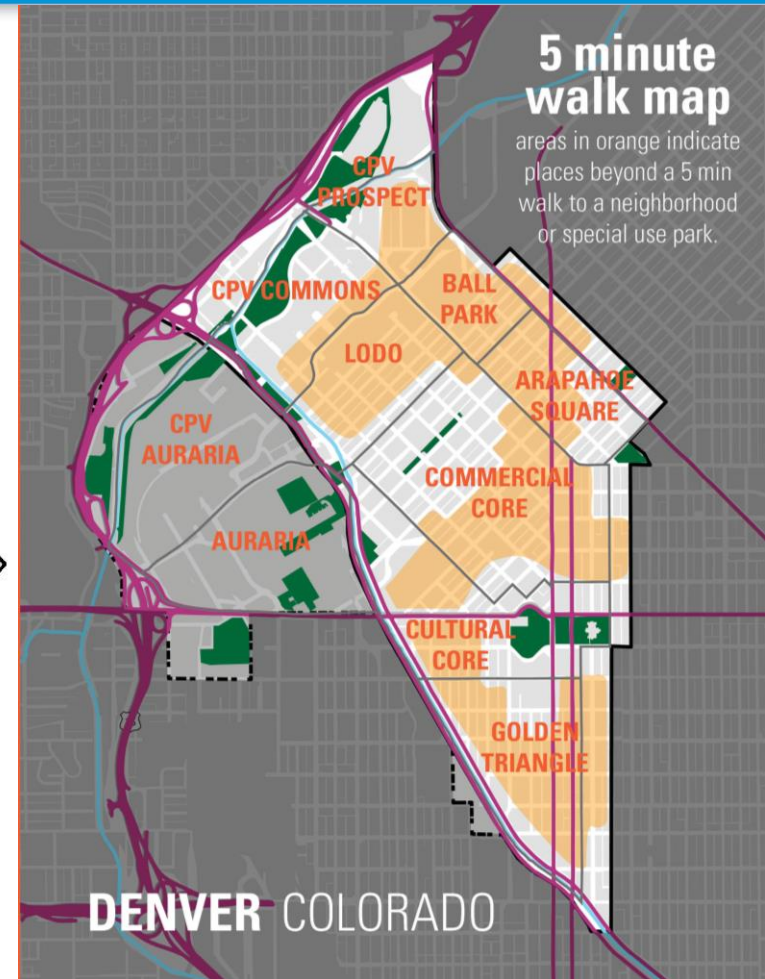 5 minute
walk map
areas in orange indicate
places beyond a 5 min
walk to a neighborhood
or special use park.
CPV
PROSPECT
CPV COMMONS
BALL
PARK
LODO
ARAPAHOE
SQUARE
CPV
AURARIA
COMMERCIAL
CORE
AURARIA
CULTURAL
CORE
GOLDEN
TRIANGLE
DENVER COLORADO